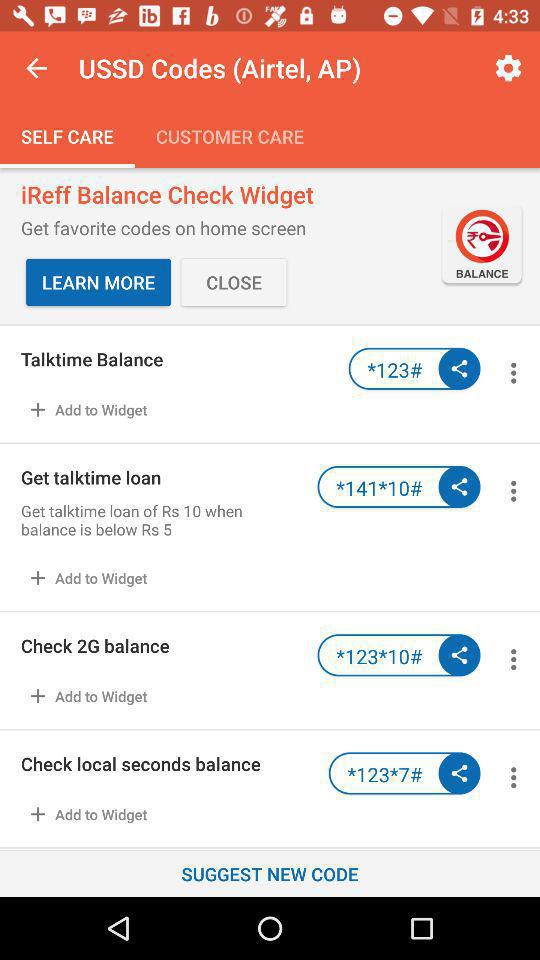 4:33
USSD Codes (Airtel, AP)
SELF CARE
CUSTOMER CARE
iReff Balance Check Widget
Get favorite codes on home screen
LEARN MORE
CLOSE
BALANCE
Talktime Balance
*123#
+ Add to Widget
Get talktime loan
*141*10#
Get talktime loan of Rs 10 when
balance is below Rs 5
+ Add to Widget
Check 2G balance
*123*10#
+ Add to Widget
Check local seconds balance
*123*7#
+ Add to Widget
SUGGEST NEW CODE